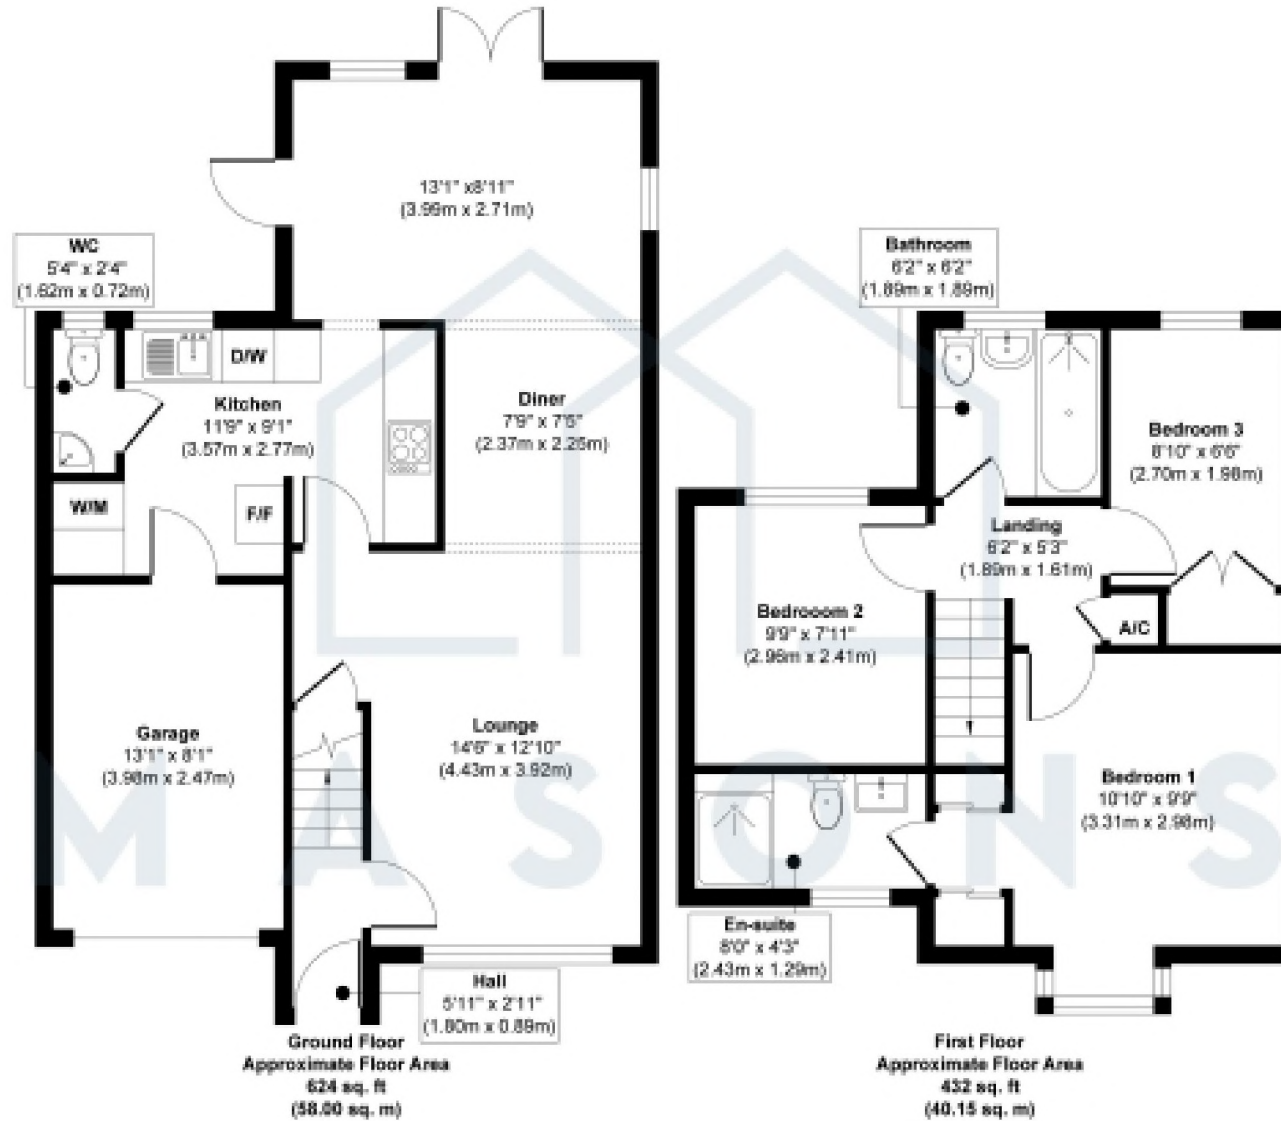 13'1" x8'11"
(3.99m x 2.71m)
WC
5'4" x 2'4"
(1.62m x 0.72m)
D/W
Kitchen
11'9" x 9'1"
(3.57m x 2.77m)
Diner
7'9" x 7'5"
(2.37m x 2.25m)
W/M
F/F
Garage
13'1" x 8'1"
(3.98m x 2.47m)
Lounge
14'6" x 12'10"
(4.43m x 3.92m)
Hall
5'11" x 2'11"
(1.80m x 0.89m)
Ground Floor
Approximate Floor Area
624 sq. ft
(58.00 sq. m)
Bathroom
6'2" x 6'2"
(1.89m x 1.89m)
Bedroom 3
8'10" x 6'6"
(2.70m x 1.98m)
Landing
6'2" x 5'3"
(1.89m x 1.61m)
Bedrooom 2
9'9" x 7'11"
(2.96m x 2.41m)
A/C
Bedroom 1
10'10" x 9'9"
(3.31m x 2.98m)
En-suite
8'0" x 4'3"
(2.43m x 1.29m)
First Floor
Approximate Floor Area
432 sq. ft
(40.15 sq. m)
MASONS